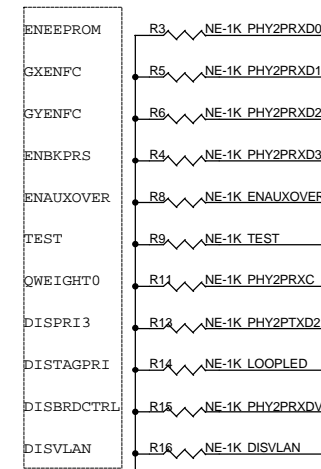 ENEEPROM R3 NE-1K PHY2PRXD0
GXENFC R5 NE-1K PHY2PRXD1
GYENFC R6 NE-1K PHY2PRXD2
ENBKPRS R4 NE-1K PHY2PRXD3
ENAUXOVER R8 NE-1K ENAUXOVER
TEST R9 NE-1K TEST
QWEIGHT0 R11 NE-1K PHY2PRXC
DISPRI3 R13 NE-1K PHY2PTXD2
DISTAGPRI R14 NE-1K LOOPLED
DISBRDCTRL R15 NE-1K PHY2PRXDV
DISVLAN R16 NE-1K DISVLAN